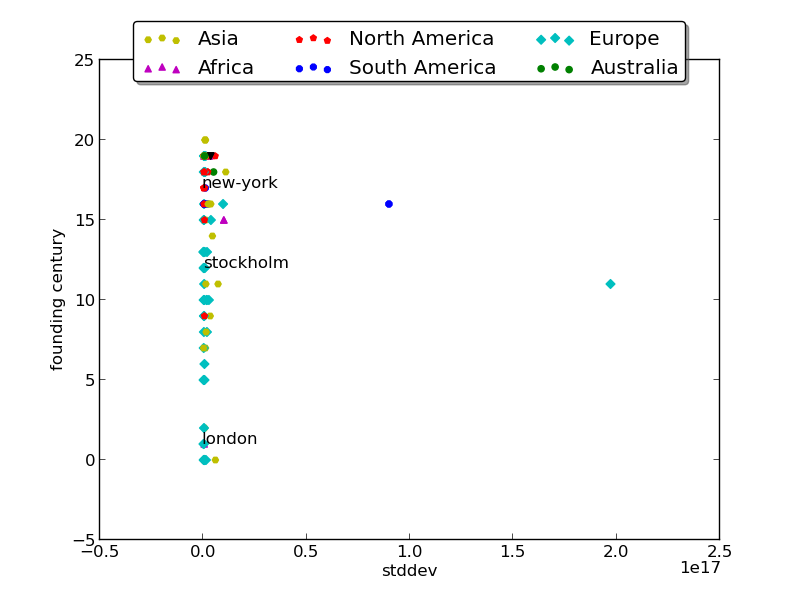 Asia North America Europe
Africa South America Australia
25
20
15
10
5
0
−5
founding century
new-york
stockholm
london
−0.5 0.0 0.5 1.0 1.5 2.0 2.5
1e17
stddev